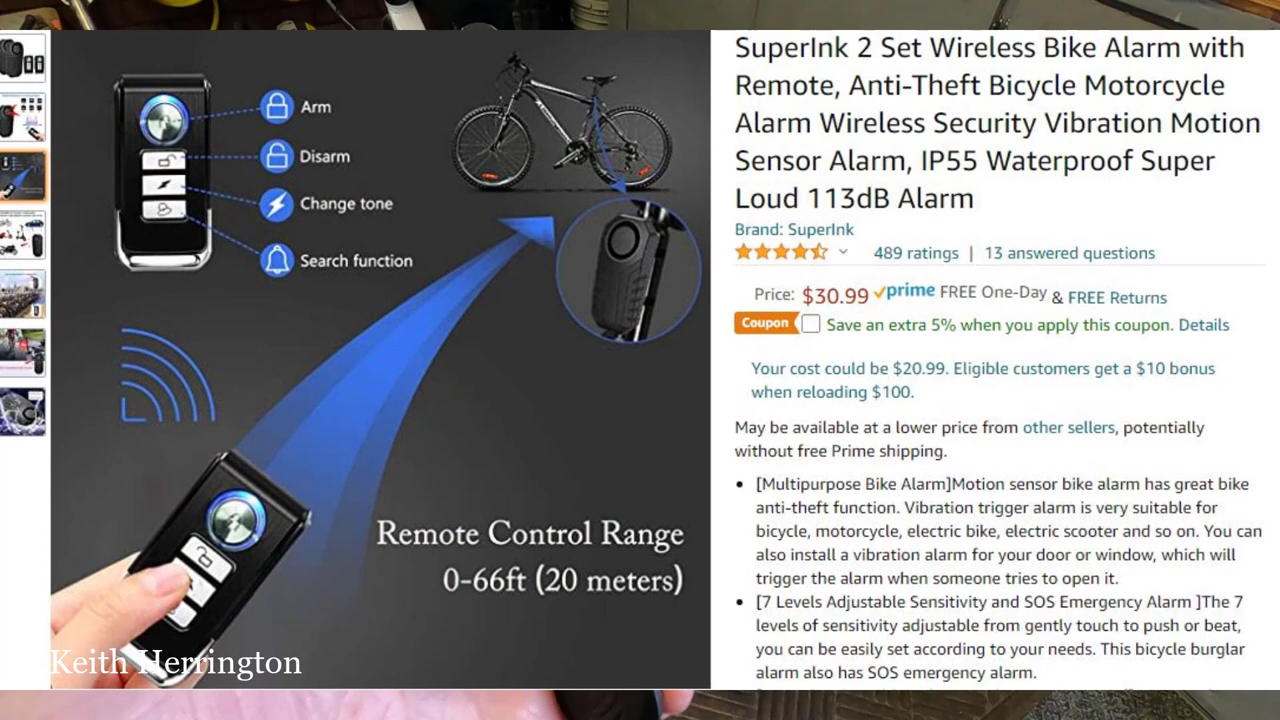 Arm
Disarm
Change tone
Search function
Remote Control Range
0-66ft (20 meters)
Keith Herrington
SuperInk 2 Set Wireless Bike Alarm with
Remote, Anti-Theft Bicycle Motorcycle
Alarm Wireless Security Vibration Motion
Sensor Alarm, IP55 Waterproof Super
Loud 113dB Alarm
Brand: SuperInk
489 ratings | 13 answered questions
Price: $30.99 prime FREE One-Day & FREE Returns
Coupon Save an extra 5% when you apply this coupon. Details
Your cost could be $20.99. Eligible customers get a $10 bonus
when reloading $100.
May be available at a lower price from other sellers, potentially
without free Prime shipping.
• [Multipurpose Bike Alarm]Motion sensor bike alarm has great bike
anti-theft function. Vibration trigger alarm is very suitable for
bicycle, motorcycle, electric bike, electric scooter and so on. You can
also install a vibration alarm for your door or window, which will
trigger the alarm when someone tries to open it.
• [7 Levels Adjustable Sensitivity and SOS Emergency Alarm ]The 7
levels of sensitivity adjustable from gently touch to push or beat,
you can be easily set according to your needs. This bicycle burglar
alarm also has SOS emergency alarm.